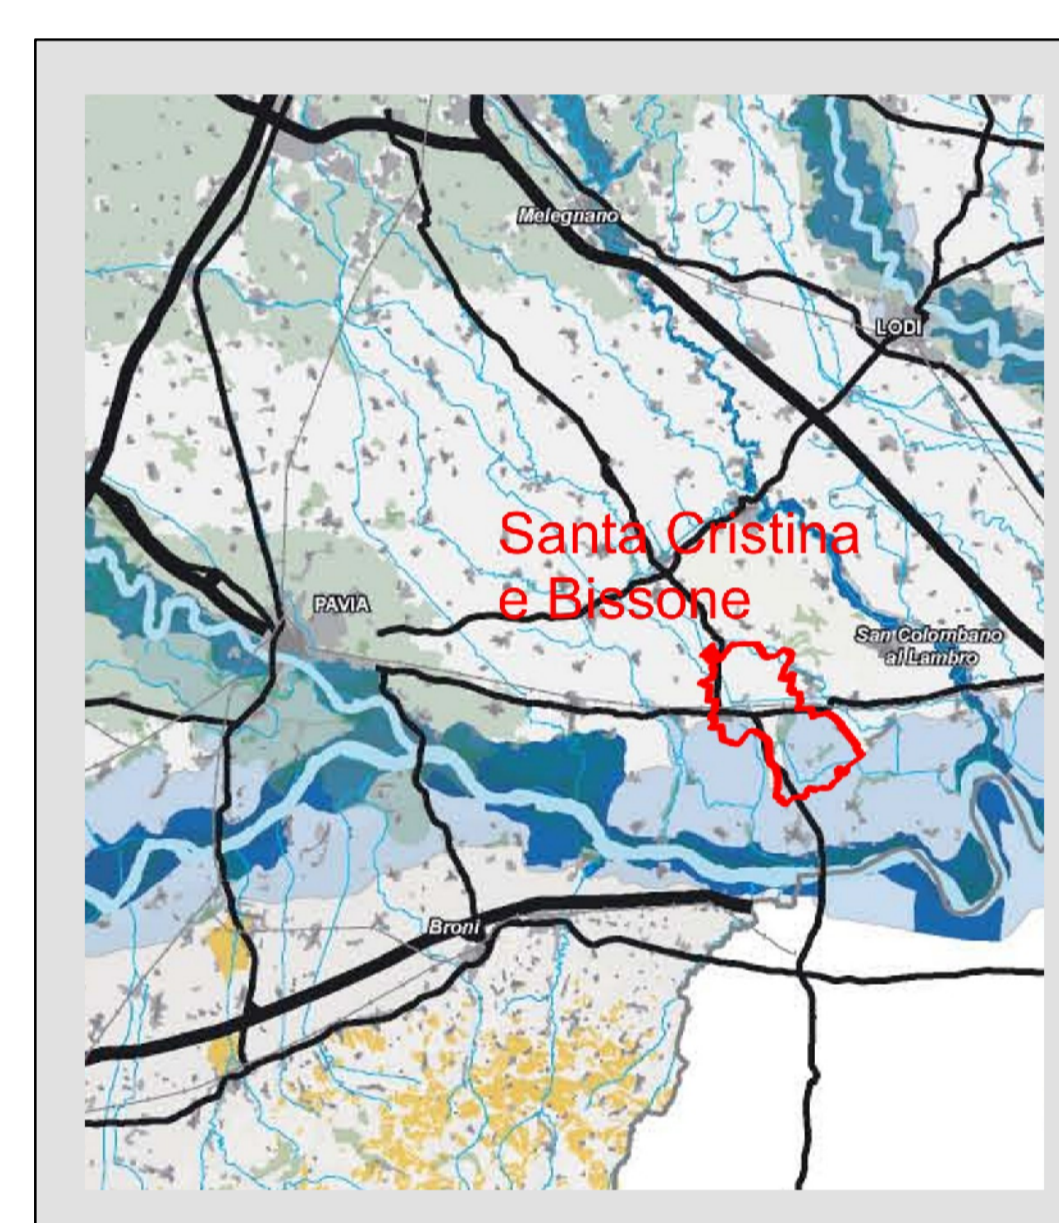 Melegnano
LODI
Santa Cristina
e Bissone
PAVIA
San Colombano
al Lambro
Broni